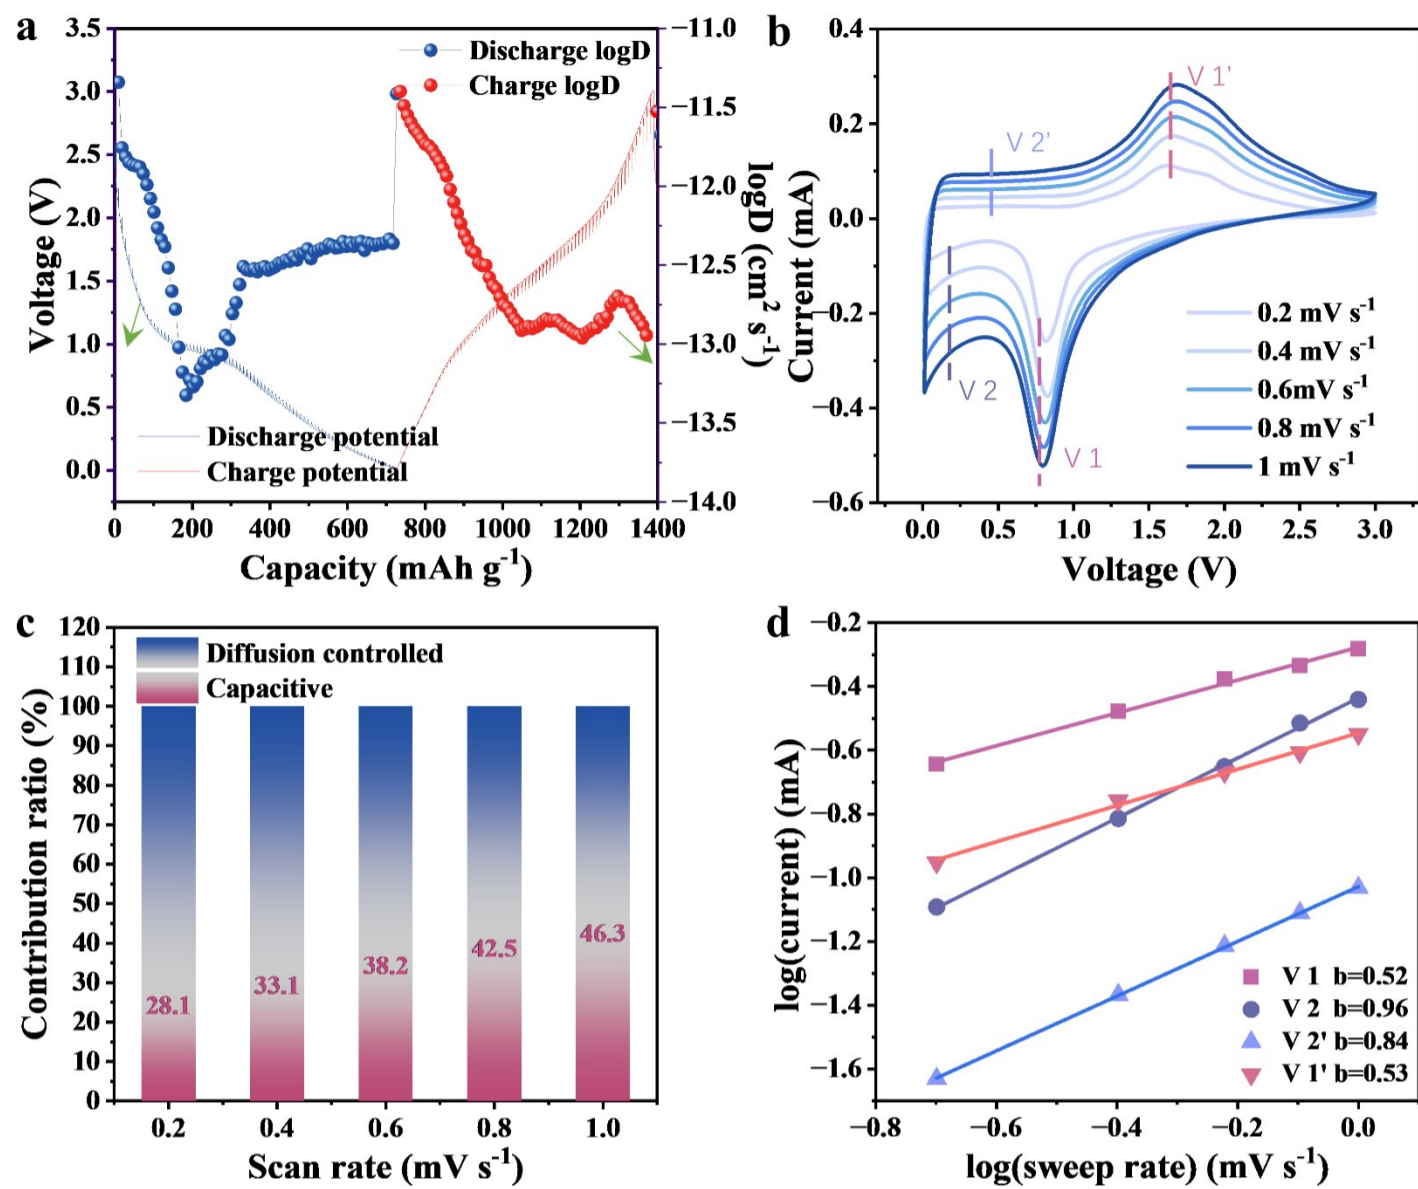 a
3.5
3.0
2.5
2.0
1.5
1.0
0.5
0.0
Voltage (V)
Discharge logD
Charge logD
Discharge potential
Charge potential
−11.0
−11.5
−12.0
−12.5
−13.0
−13.5
−14.0
logD (cm² s⁻¹)
0 200 400 600 800 1000 1200 1400
Capacity (mAh g⁻¹)
b
0.4
0.2
0.0
−0.2
−0.4
−0.6
Current (mA)
V 1’
V 2’
V 2
V 1
0.2 mV s⁻¹
0.4 mV s⁻¹
0.6mV s⁻¹
0.8 mV s⁻¹
1 mV s⁻¹
0.0 0.5 1.0 1.5 2.0 2.5 3.0
Voltage (V)
c
120
110
100
90
80
70
60
50
40
30
20
10
0
Contribution ratio (%)
Diffusion controlled
Capacitive
28.1
33.1
38.2
42.5
46.3
0.2 0.4 0.6 0.8 1.0
Scan rate (mV s⁻¹)
d
−0.2
−0.4
−0.6
−0.8
−1.0
−1.2
−1.4
−1.6
log(current) (mA)
V 1 b=0.52
V 2 b=0.96
V 2' b=0.84
V 1' b=0.53
−0.8 −0.6 −0.4 −0.2 0.0
log(sweep rate) (mV s⁻¹)